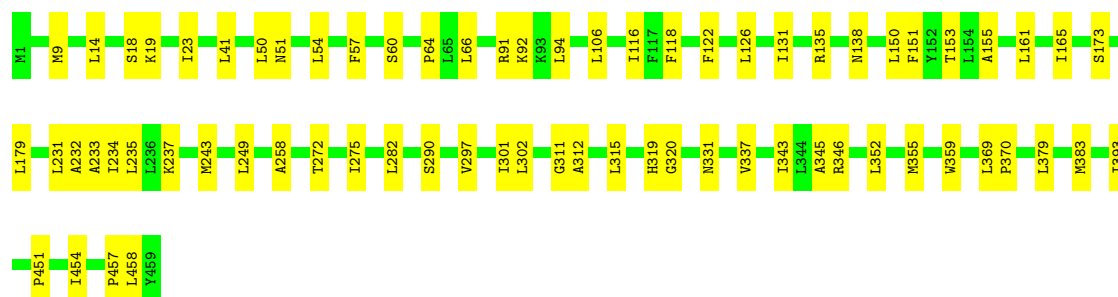 M1 M9 L14 S18 K19 I23 L41 L50 N51 L54 F57 S60 P64 L65 L66 R91 K92 K93 L94 L106 I116 F117 F118 F122 L126 I131 R135 N138 L150 F151 Y152 T153 L154 A155 L161 I165 S173
L179 L231 A232 A233 I234 L235 L236 K237 M243 L249 A258 T272 I275 L282 S290 V297 I301 L302 G311 A312 L315 H319 G320 N331 V337 I343 L344 A345 R346 L352 M355 W359 L369 P370 L379 M383
P451 I454 P457 L458 Y459